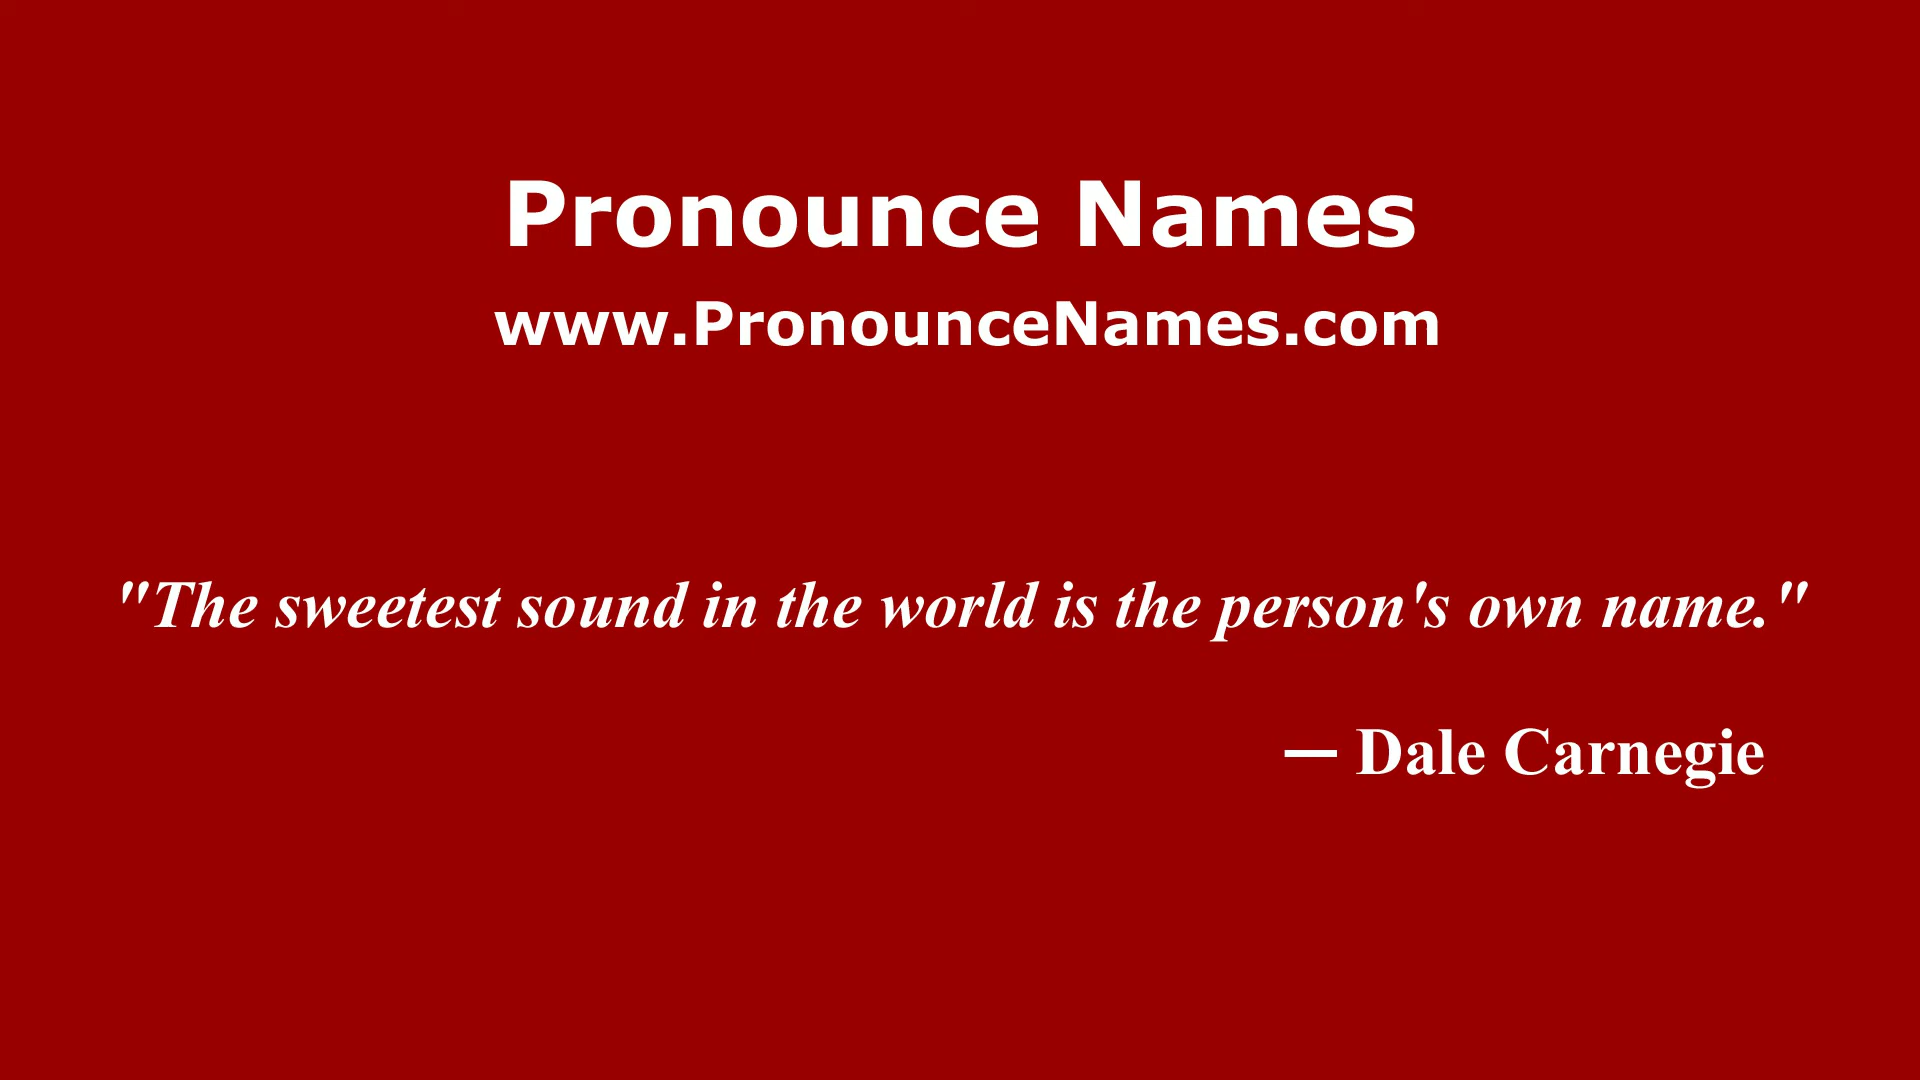 Pronounce Names
www.PronounceNames.com
"The sweetest sound in the world is the person's own name."
— Dale Carnegie